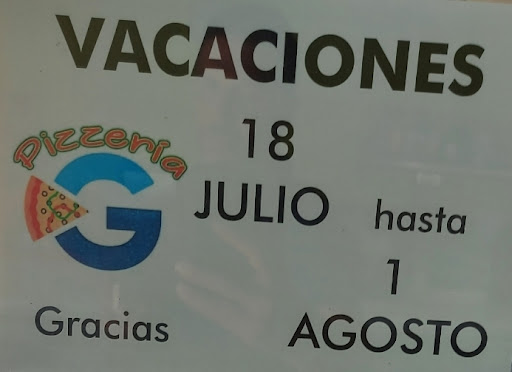 VACACIONES
Pizzeria
G
18
JULIO hasta
1
AGOSTO
Gracias